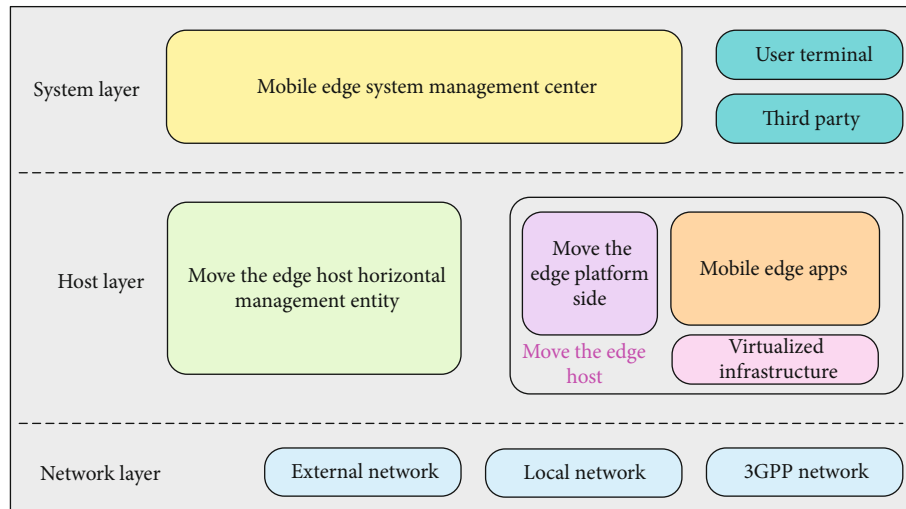 System layer
Mobile edge system management center
User terminal
Third party
Host layer
Move the edge host horizontal
management entity
Move the
edge platform
side
Mobile edge apps
Move the edge
host
Virtualized
infrastructure
Network layer
External network
Local network
3GPP network